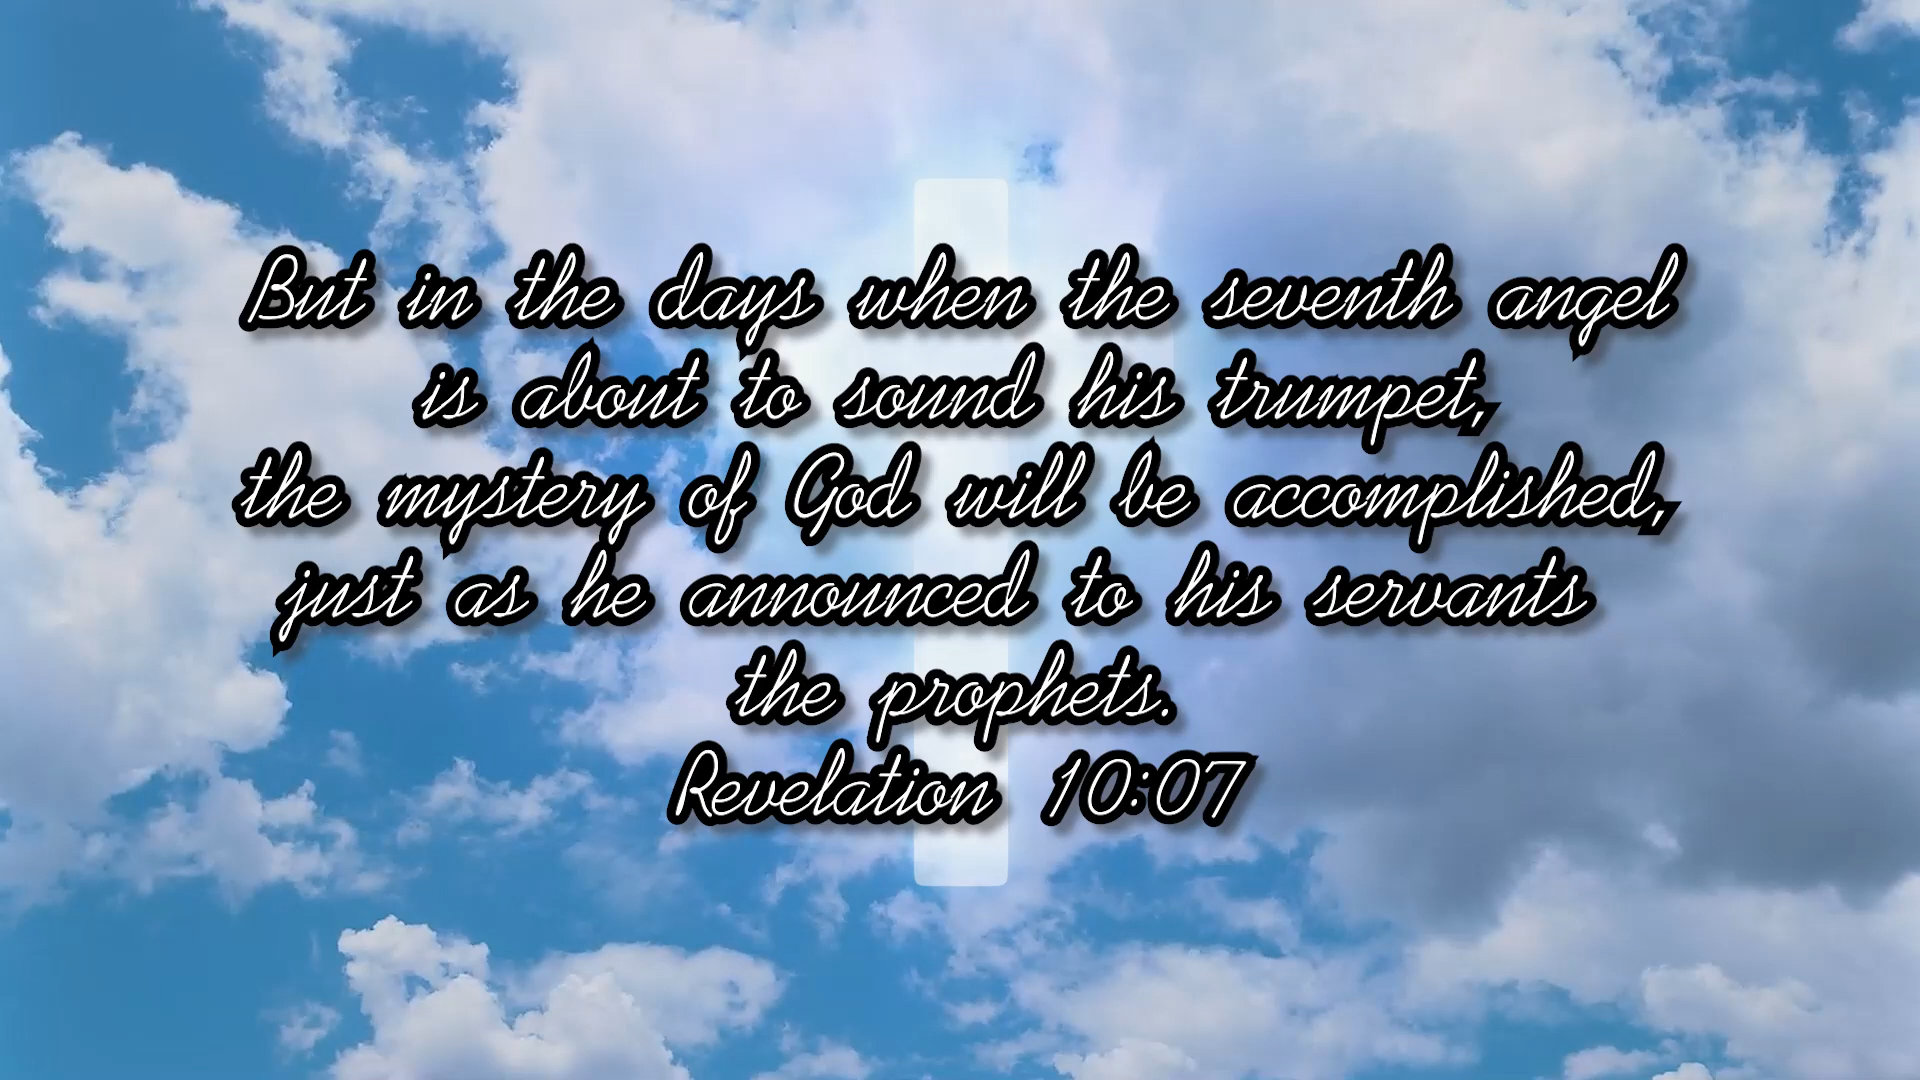 But in the days when the seventh angel
is about to sound his trumpet,
the mystery of God will be accomplished,
just as he announced to his servants
the prophets.
Revelation 10:07